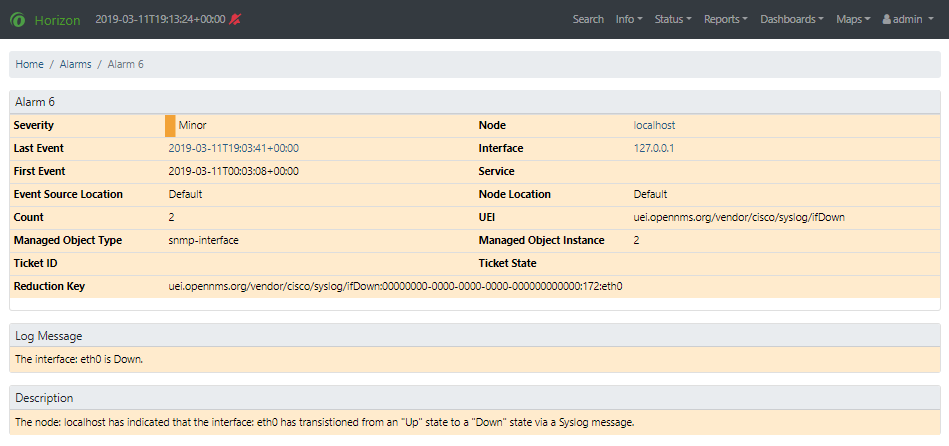 Horizon 2019-03-11T19:13:24+00:00 Search Info Status Reports Dashboards Maps admin
Home / Alarms / Alarm 6
Alarm 6
Severity Minor Node localhost
Last Event 2019-03-11T19:03:41+00:00 Interface 127.0.0.1
First Event 2019-03-11T00:03:08+00:00 Service
Event Source Location Default Node Location Default
Count 2 UEI uei.opennms.org/vendor/cisco/syslog/ifDown
Managed Object Type snmp-interface Managed Object Instance 2
Ticket ID Ticket State
Reduction Key uei.opennms.org/vendor/cisco/syslog/ifDown:00000000-0000-0000-0000-000000000000:172:eth0
Log Message
The interface: eth0 is Down.
Description
The node: localhost has indicated that the interface: eth0 has transistioned from an "Up" state to a "Down" state via a Syslog message.